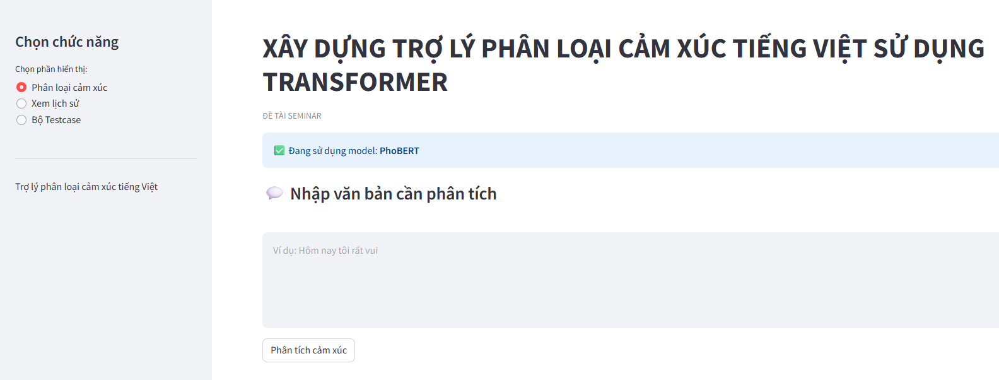 Chọn chức năng
Chọn phần hiển thị:
Phân loại cảm xúc
Xem lịch sử
Bộ Testcase
Trợ lý phân loại cảm xúc tiếng Việt
XÂY DỰNG TRỢ LÝ PHÂN LOẠI CẢM XÚC TIẾNG VIỆT SỬ DỤNG
TRANSFORMER
ĐỀ TÀI SEMINAR
✅ Đang sử dụng model: PhoBERT
💬 Nhập văn bản cần phân tích
Ví dụ: Hôm nay tôi rất vui
Phân tích cảm xúc